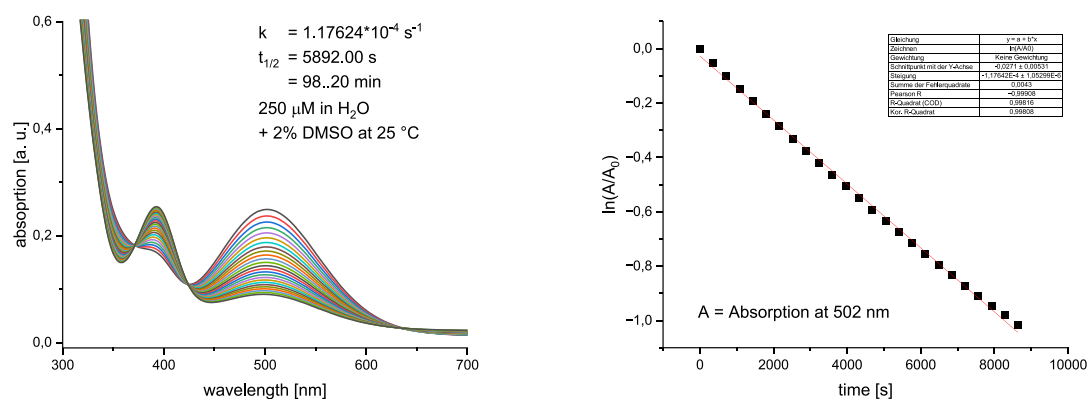 0,6
0,4
0,2
0,0
300
400
500
600
700
absoprtion [a. u.]
wavelength [nm]
k = 1.17624*10⁻⁴ s⁻¹
t₁/₂ = 5892.00 s
= 98..20 min
250 μM in H₂O
+ 2% DMSO at 25 °C
0,0
−0,2
−0,4
−0,6
−0,8
−1,0
0
2000
4000
6000
8000
10000
ln(A/A₀)
time [s]
A = Absorption at 502 nm
Gleichung y = a + b*x
Zeichnen ln(A/A0)
Gewichtung Keine Gewichtung
Schnittpunkt mit der Y-Achse -0,0271 ± 0,00531
Steigung -1,17642E-4 ± 1,05299E-6
Summe der Fehlerquadrate 0,0043
Pearson R −0,99908
R-Quadrat (COD) 0,99816
Kor. R-Quadrat 0,99808